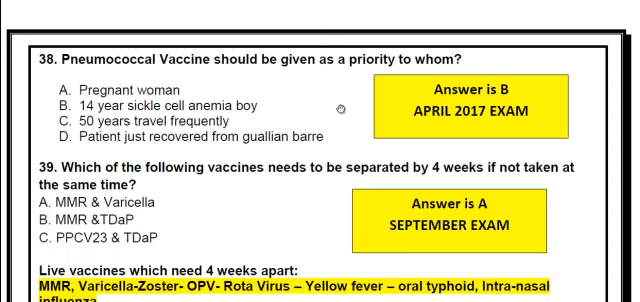 38. Pneumococcal Vaccine should be given as a priority to whom?
A. Pregnant woman
B. 14 year sickle cell anemia boy
C. 50 years travel frequently
D. Patient just recovered from guallian barre
Answer is B
APRIL 2017 EXAM
39. Which of the following vaccines needs to be separated by 4 weeks if not taken at
the same time?
A. MMR & Varicella
B. MMR &TDaP
C. PPCV23 & TDaP
Answer is A
SEPTEMBER EXAM
Live vaccines which need 4 weeks apart:
MMR, Varicella-Zoster- OPV- Rota Virus – Yellow fever – oral typhoid, Intra-nasal
influenza